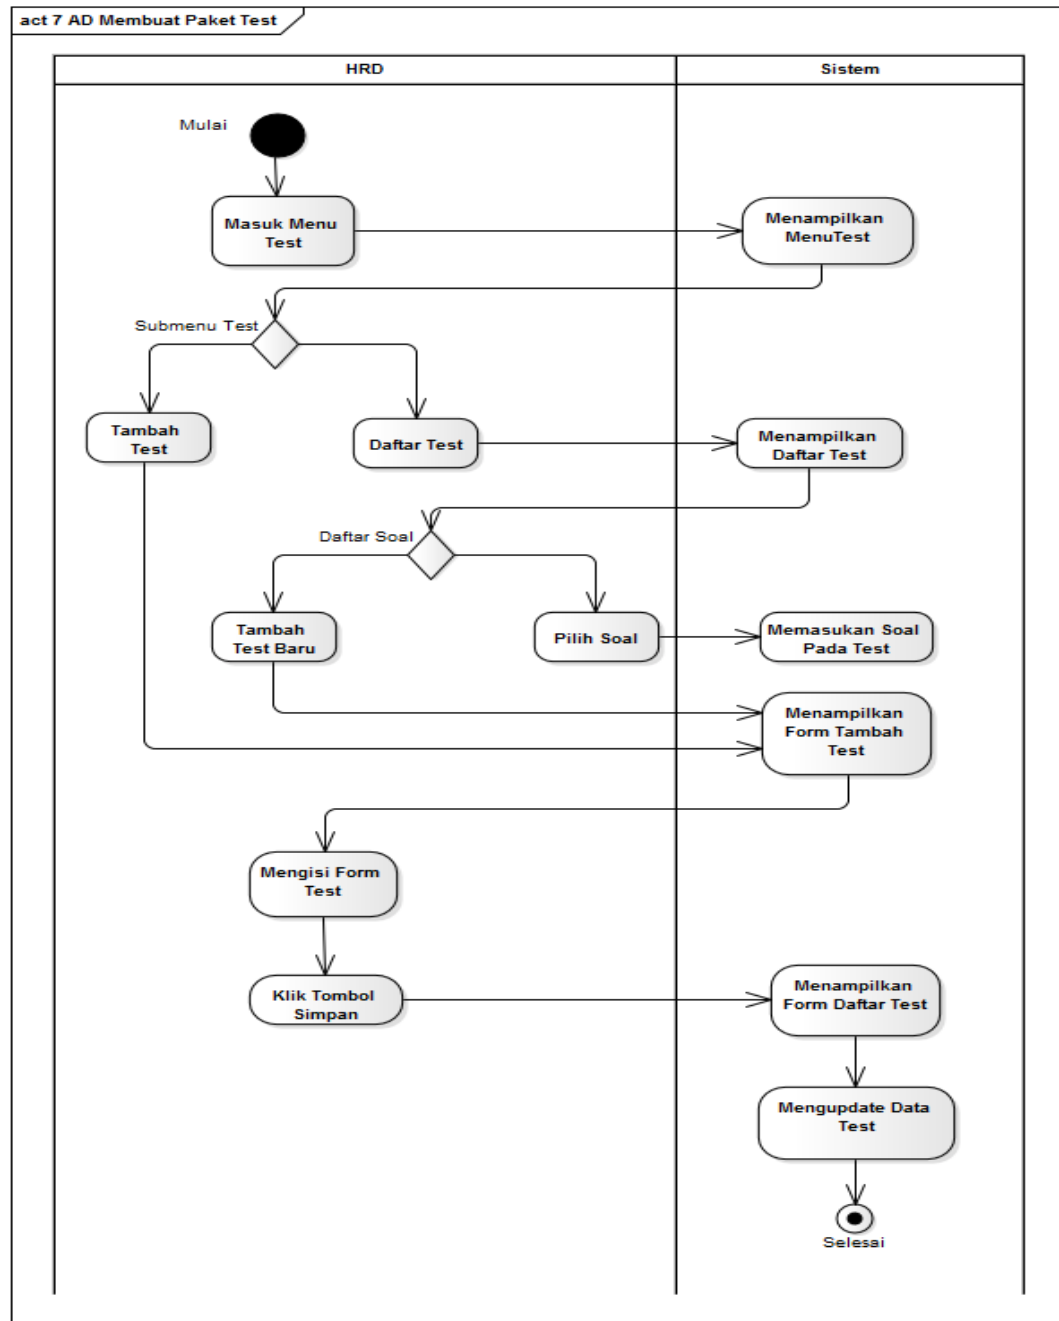 act 7 AD Membuat Paket Test
HRD
Sistem
Mulai
Masuk Menu
Test
Menampilkan
MenuTest
Submenu Test
Tambah
Test
Daftar Test
Menampilkan
Daftar Test
Daftar Soal
Tambah
Test Baru
Pilih Soal
Memasukan Soal
Pada Test
Menampilkan
Form Tambah
Test
Mengisi Form
Test
Klik Tombol
Simpan
Menampilkan
Form Daftar Test
Mengupdate Data
Test
Selesai